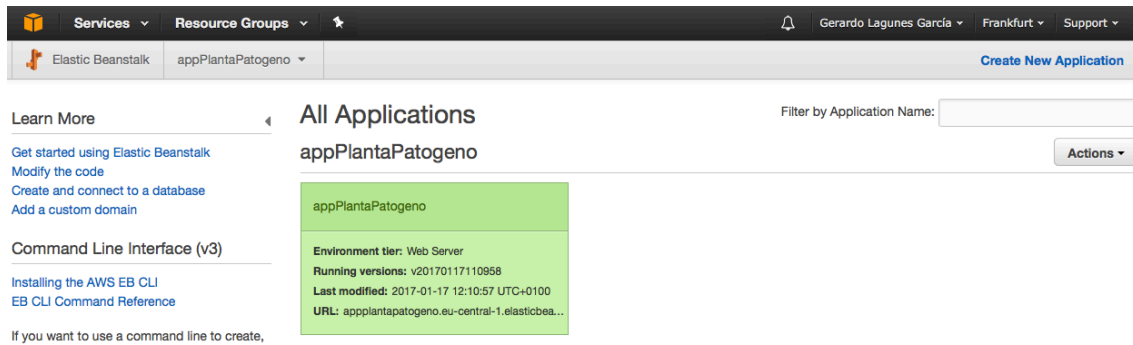 Services Resource Groups Gerardo Lagunes García Frankfurt Support
Elastic Beanstalk appPlantaPatogeno Create New Application
Learn More
Get started using Elastic Beanstalk
Modify the code
Create and connect to a database
Add a custom domain
Command Line Interface (v3)
Installing the AWS EB CLI
EB CLI Command Reference
If you want to use a command line to create,
All Applications
Filter by Application Name:
appPlantaPatogeno
Actions
appPlantaPatogeno
Environment tier: Web Server
Running versions: v20170117110958
Last modified: 2017-01-17 12:10:57 UTC+0100
URL: appplantapatogeno.eu-central-1.elasticbea...